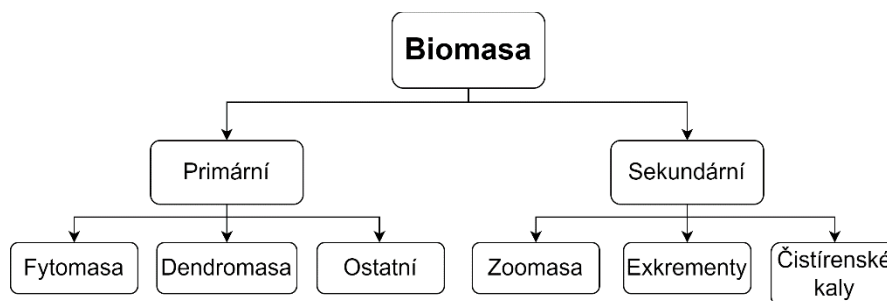 Biomasa
Primární
Sekundární
Fytomasa
Dendromasa
Ostatní
Zoomasa
Exkrementy
Čistírenské
kaly